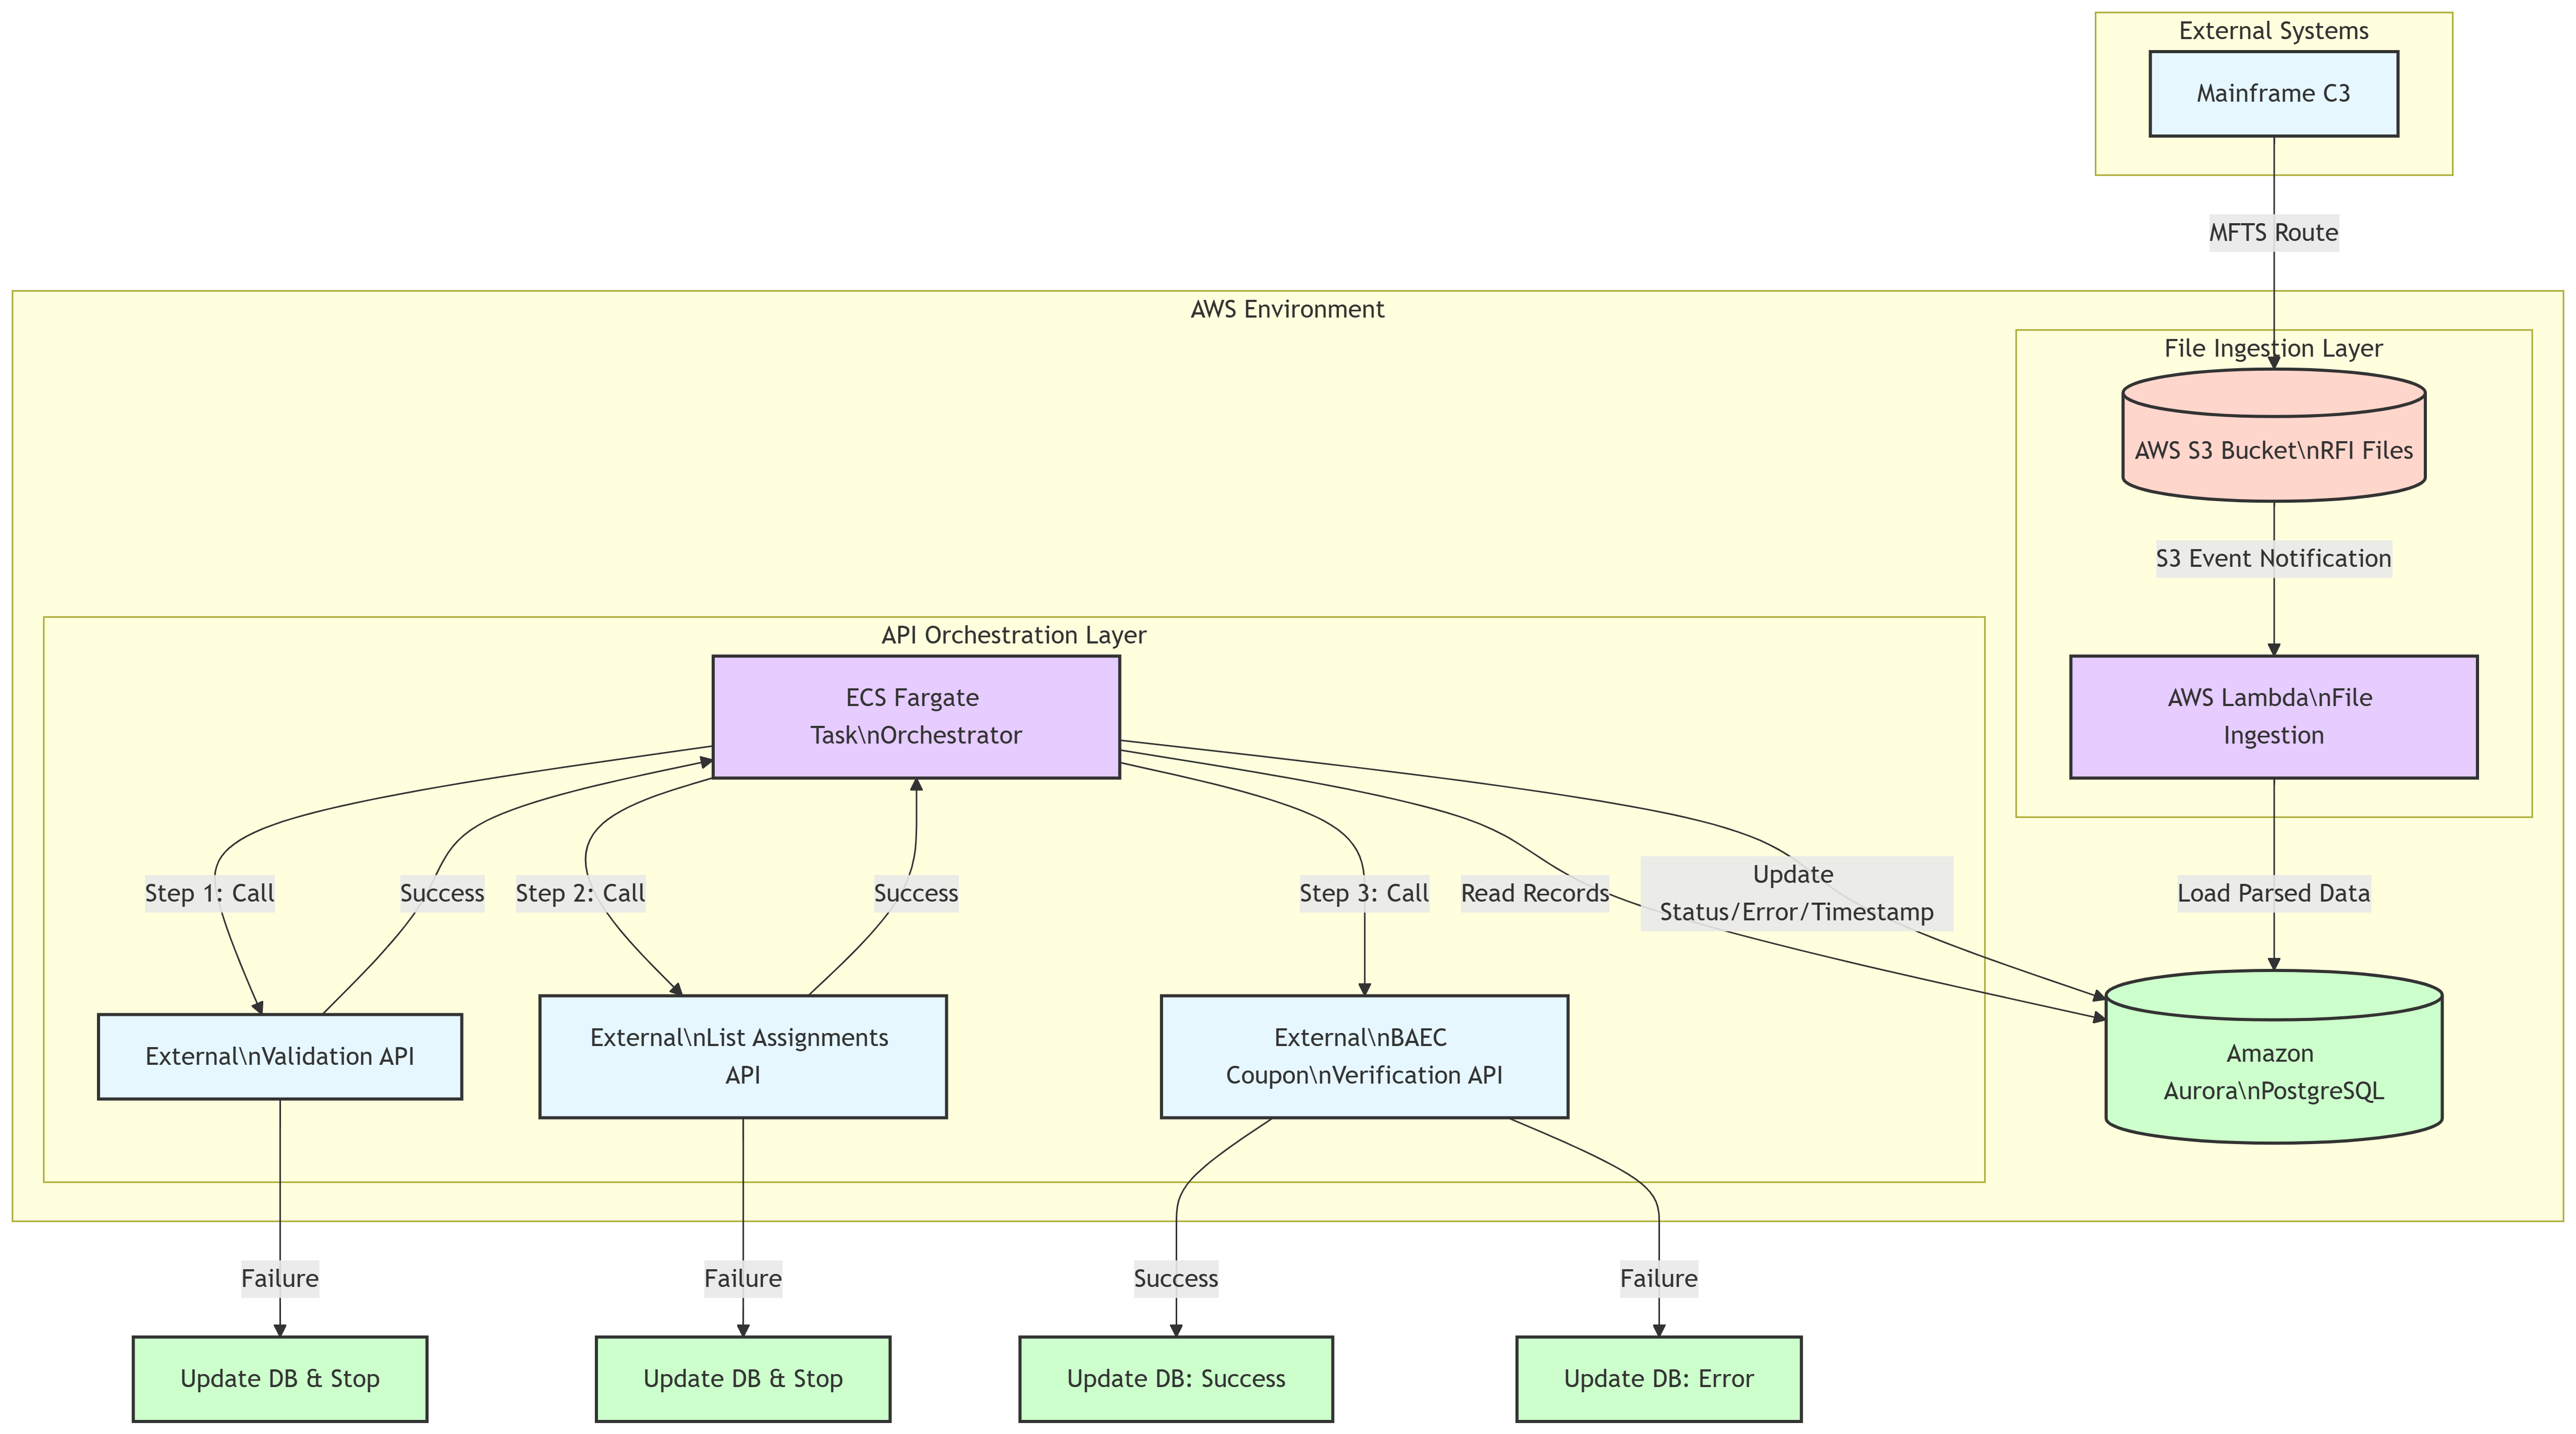 External Systems
Mainframe C3
MFTS Route
AWS Environment
File Ingestion Layer
AWS S3 Bucket\nRFI Files
S3 Event Notification
API Orchestration Layer
ECS Fargate
Task\nOrchestrator
AWS Lambda\nFile
Ingestion
Step 1: Call
Success
Step 2: Call
Success
Step 3: Call
Read Records
Update
Status/Error/Timestamp
Load Parsed Data
External\nValidation API
External\nList Assignments
API
External\nBAEC
Coupon\nVerification API
Amazon
Aurora\nPostgreSQL
Failure
Failure
Success
Failure
Update DB & Stop
Update DB & Stop
Update DB: Success
Update DB: Error